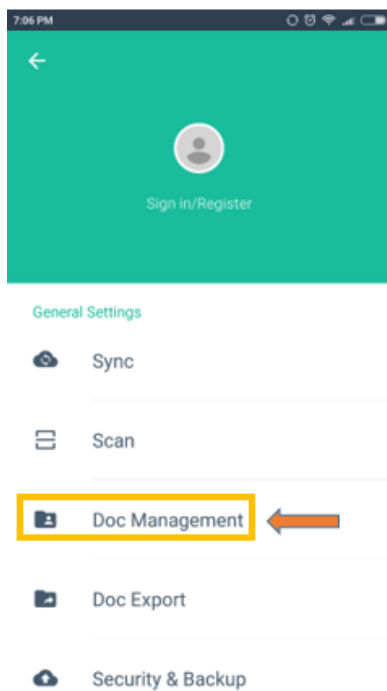 7:06 PM
Sign in/Register
General Settings
Sync
Scan
Doc Management
Doc Export
Security & Backup